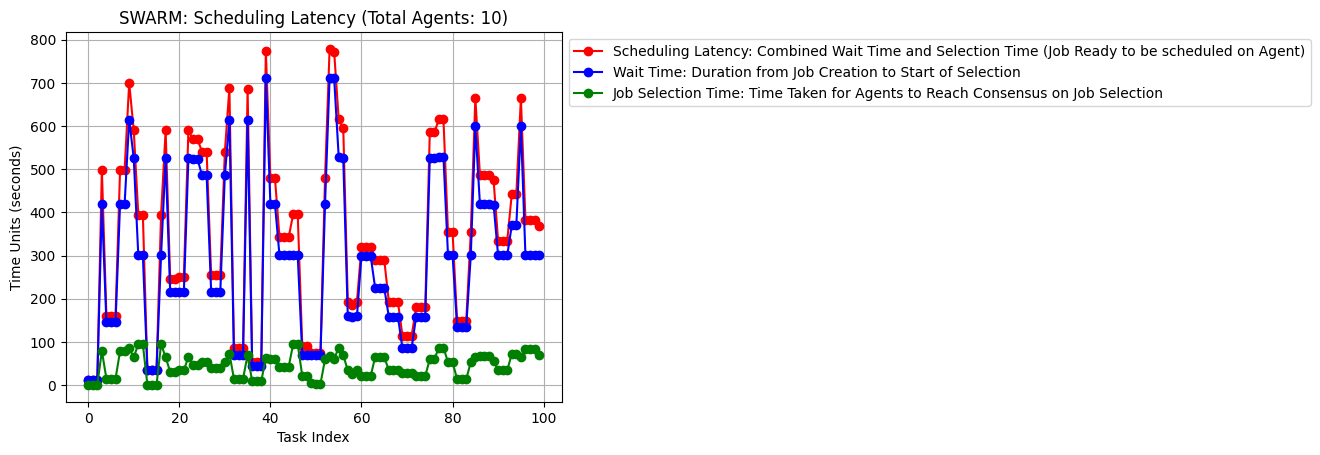 SWARM: Scheduling Latency (Total Agents: 10)
Scheduling Latency: Combined Wait Time and Selection Time (Job Ready to be scheduled on Agent)
Wait Time: Duration from Job Creation to Start of Selection
Job Selection Time: Time Taken for Agents to Reach Consensus on Job Selection
Time Units (seconds)
800
700
600
500
400
300
200
100
0
0 20 40 60 80 100
Task Index